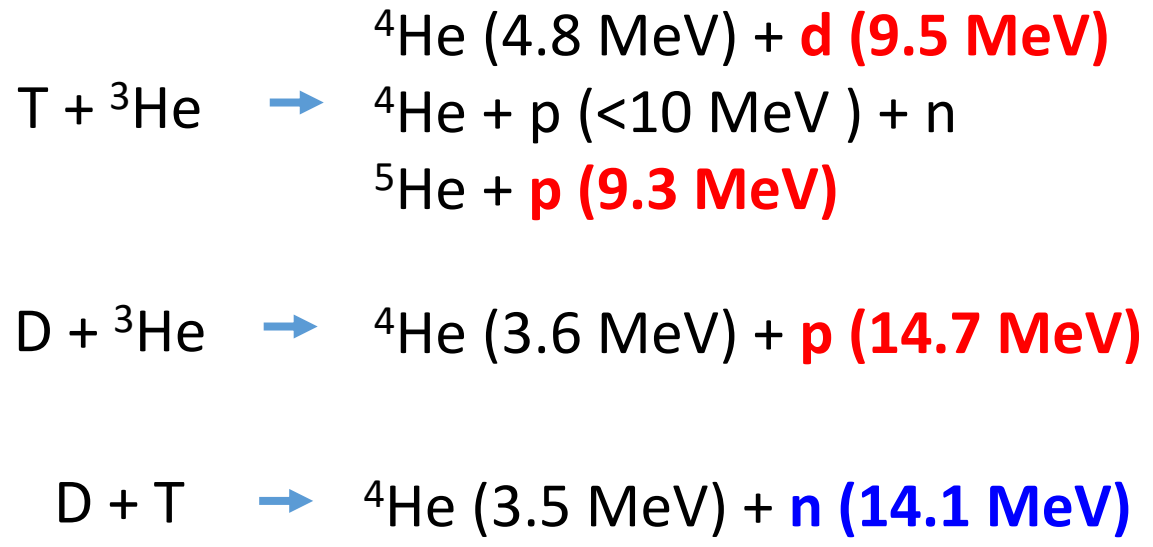 ⁴He (4.8 MeV) + d (9.5 MeV)
T + ³He → ⁴He + p (<10 MeV ) + n
⁵He + p (9.3 MeV)
D + ³He → ⁴He (3.6 MeV) + p (14.7 MeV)
D + T → ⁴He (3.5 MeV) + n (14.1 MeV)